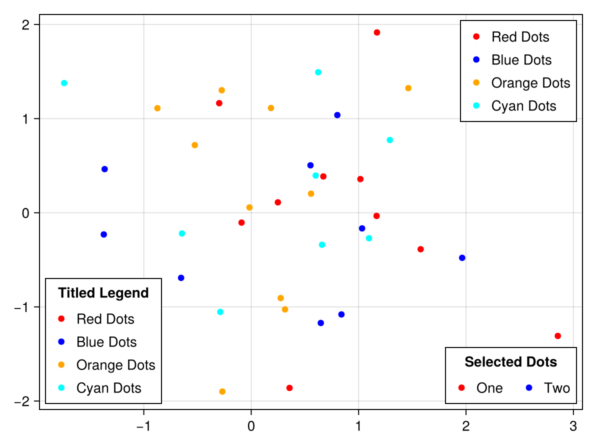 2
Red Dots
Blue Dots
Orange Dots
Cyan Dots
1
0
−1
Titled Legend
Red Dots
Blue Dots
Orange Dots
Cyan Dots
Selected Dots
One Two
−2
−1 0 1 2 3